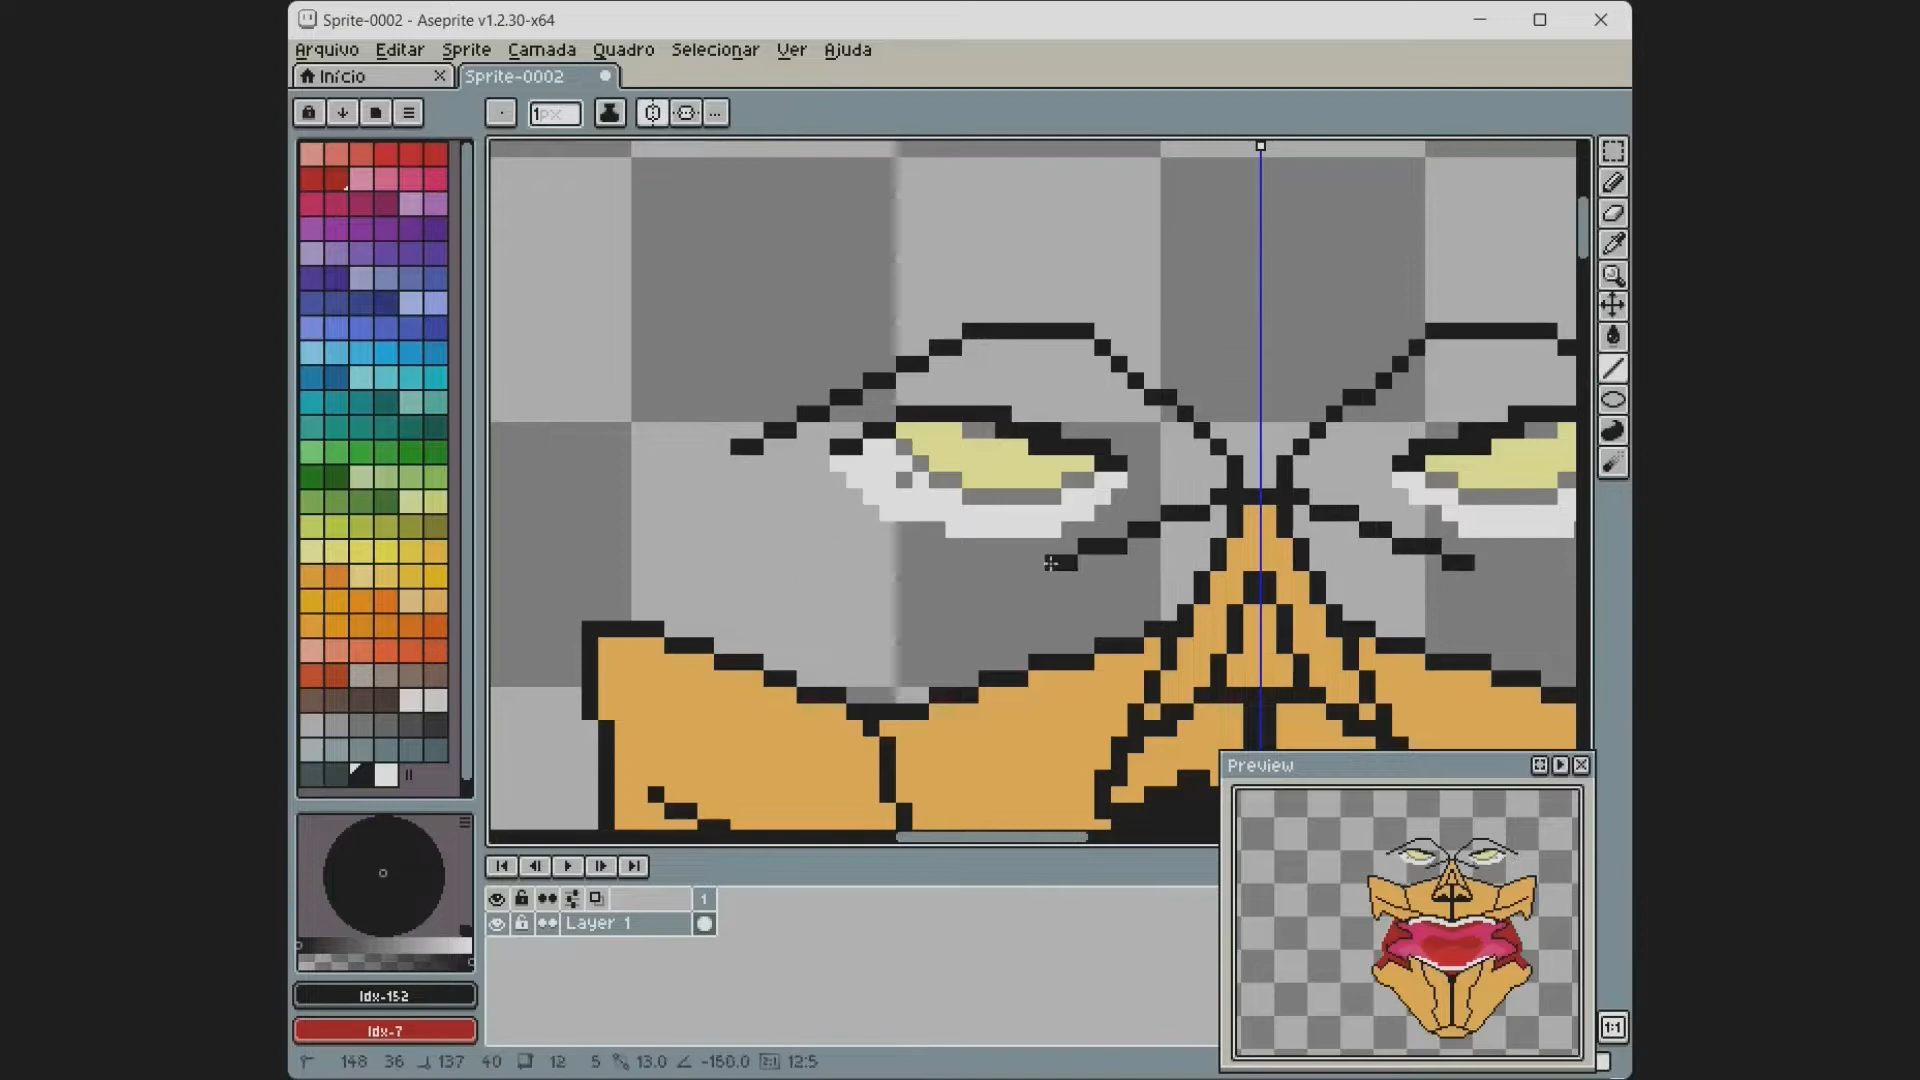 Sprite-0002 - Aseprite v1.2.30-x64
Arquivo Editar Sprite Camada Quadro Selecionar Ver Ajuda
Início
Sprite-0002
1px
...
Preview
1
Layer 1
Idx-152
Idx-7
148 36 137 40 12 5 13.0 -156.0 12:5
1:1